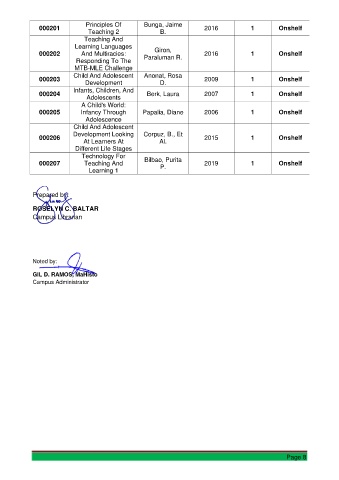 000201 Principles Of Teaching 2 Bunga, Jaime B. 2016 1 Onshelf
000202 Teaching And Learning Languages And Multiracies: Responding To The MTB-MLE Challenge Giron, Paraluman R. 2016 1 Onshelf
000203 Child And Adolescent Development Anonat, Rosa D. 2009 1 Onshelf
000204 Infants, Children, And Adolescents Berk, Laura 2007 1 Onshelf
000205 A Child's World: Infancy Through Adolescence Papalia, Diane 2006 1 Onshelf
000206 Child And Adolescent Development Looking At Learners At Different Life Stages Corpuz, B., Et Al. 2015 1 Onshelf
000207 Technology For Teaching And Learning 1 Bilbao, Purita P. 2019 1 Onshelf
Prepared by:
ROSELYN C. BALTAR
Campus Librarian
Noted by:
GIL D. RAMOS, MaHisto
Campus Administrator
Page 8